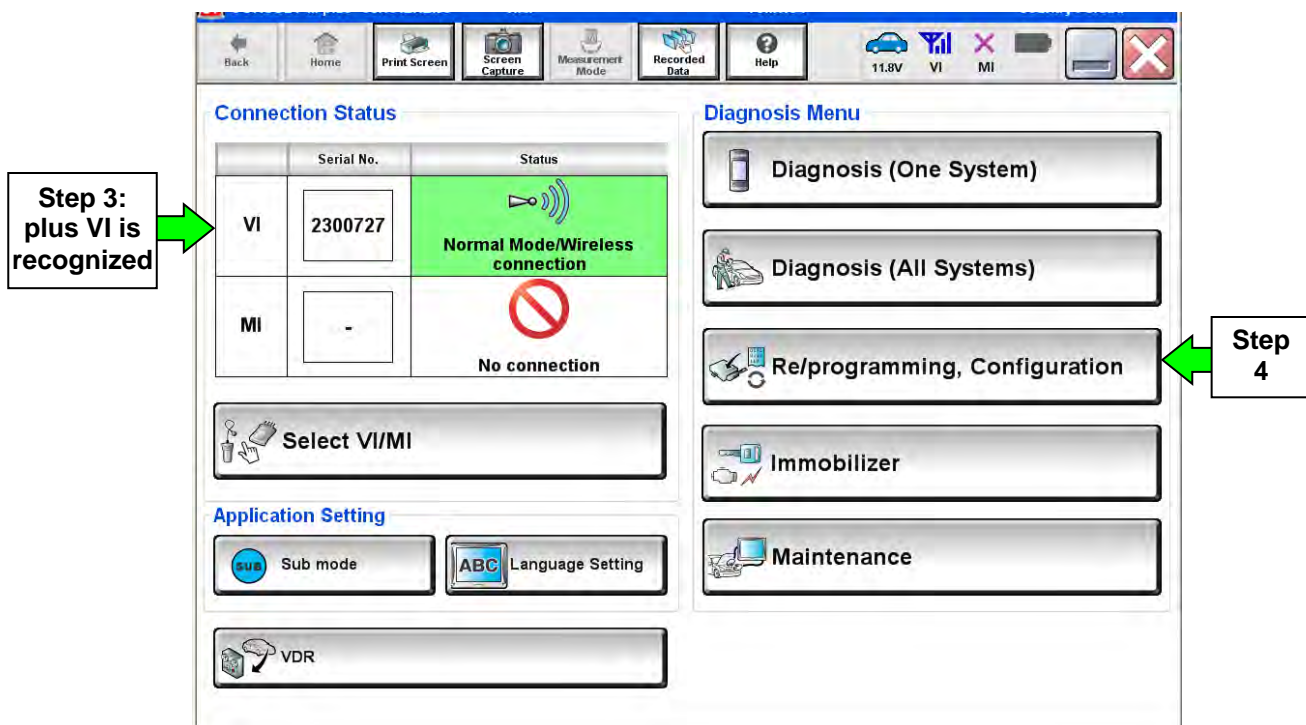 Back
Home
Print Screen
Screen
Capture
Measurement
Mode
Recorded
Data
Help
11.8V
VI
MI
Connection Status
Serial No.
Status
VI
2300727
Normal Mode/Wireless
connection
MI
-
No connection
Select VI/MI
Application Setting
SUB
Sub mode
ABC
Language Setting
VDR
Diagnosis Menu
Diagnosis (One System)
Diagnosis (All Systems)
Re/programming, Configuration
Immobilizer
Maintenance
Step 3:
plus VI is
recognized
Step
4